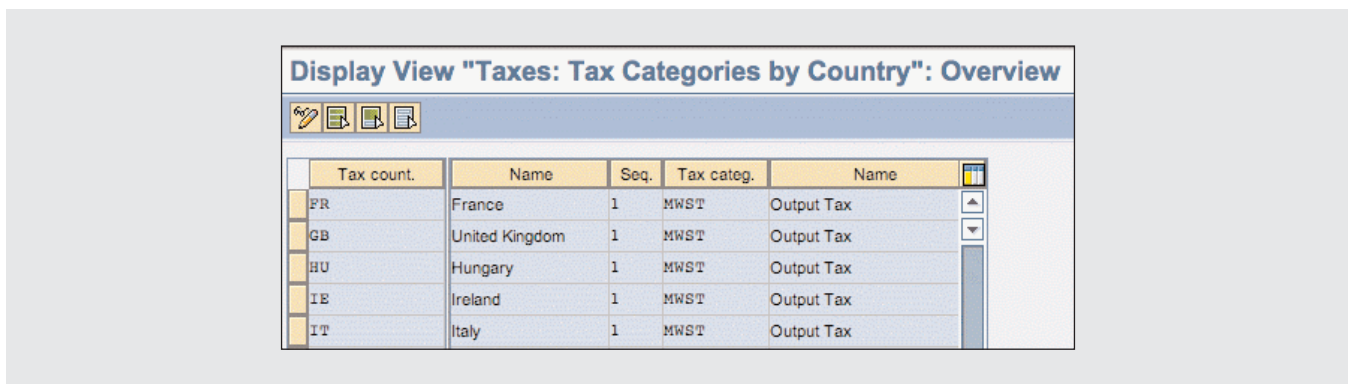 Display View "Taxes: Tax Categories by Country": Overview
Tax count. Name Seq. Tax categ. Name
FR France 1 MWST Output Tax
GB United Kingdom 1 MWST Output Tax
HU Hungary 1 MWST Output Tax
IE Ireland 1 MWST Output Tax
IT Italy 1 MWST Output Tax